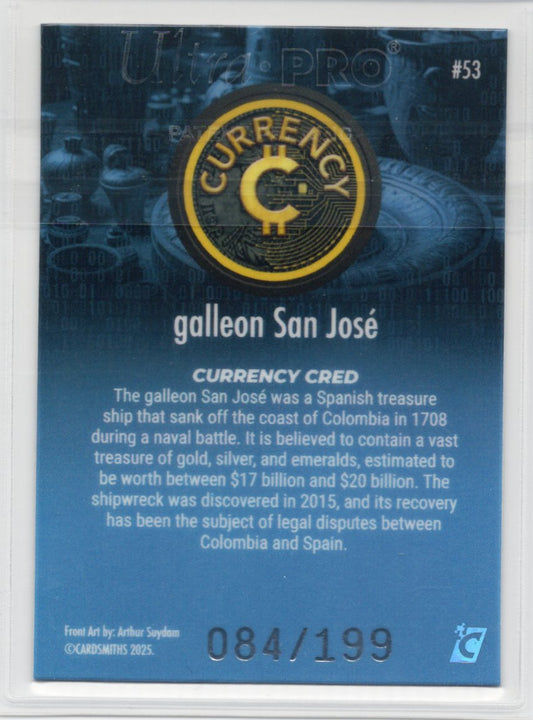 Ultra·PRO®
#53
CURRENCY
galleon San José
CURRENCY CRED
The galleon San José was a Spanish treasure
ship that sank off the coast of Colombia in 1708
during a naval battle. It is believed to contain a vast
treasure of gold, silver, and emeralds, estimated to
be worth between $17 billion and $20 billion. The
shipwreck was discovered in 2015, and its recovery
has been the subject of legal disputes between
Colombia and Spain.
Front Art by: Arthur Suydam
©CARDSMITHS 2025.
084/199
C